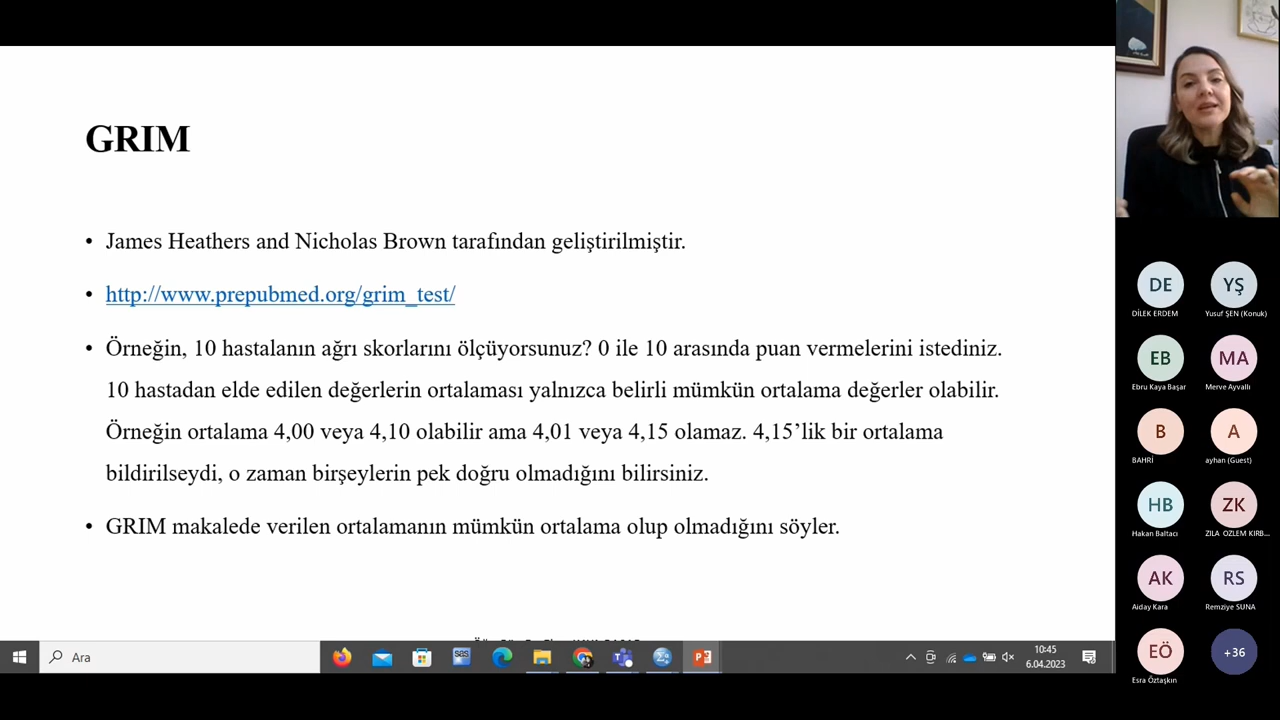 GRIM
• James Heathers and Nicholas Brown tarafından geliştirilmiştir.
• http://www.prepubmed.org/grim_test/
• Örneğin, 10 hastalanın ağrı skorlarını ölçüyorsunuz? 0 ile 10 arasında puan vermelerini istediniz.
10 hastadan elde edilen değerlerin ortalaması yalnızca belirli mümkün ortalama değerler olabilir.
Örneğin ortalama 4,00 veya 4,10 olabilir ama 4,01 veya 4,15 olamaz. 4,15’lik bir ortalama
bildirilseydi, o zaman birşeylerin pek doğru olmadığını bilirsiniz.
• GRIM makalede verilen ortalamanın mümkün ortalama olup olmadığını söyler.
Ara
sas
10:45
6.04.2023
DE
YŞ
DİLEK ERDEM
Yusuf ŞEN (Konuk)
EB
MA
Ebru Kaya Başar
Merve Ayvallı
B
A
BAHRİ
ayhan (Guest)
HB
ZK
Hakan Baltacı
ZILA OZLEM KIRB...
AK
RS
Aiday Kara
Remziye SUNA
EÖ
+36
Esra Öztaşkın